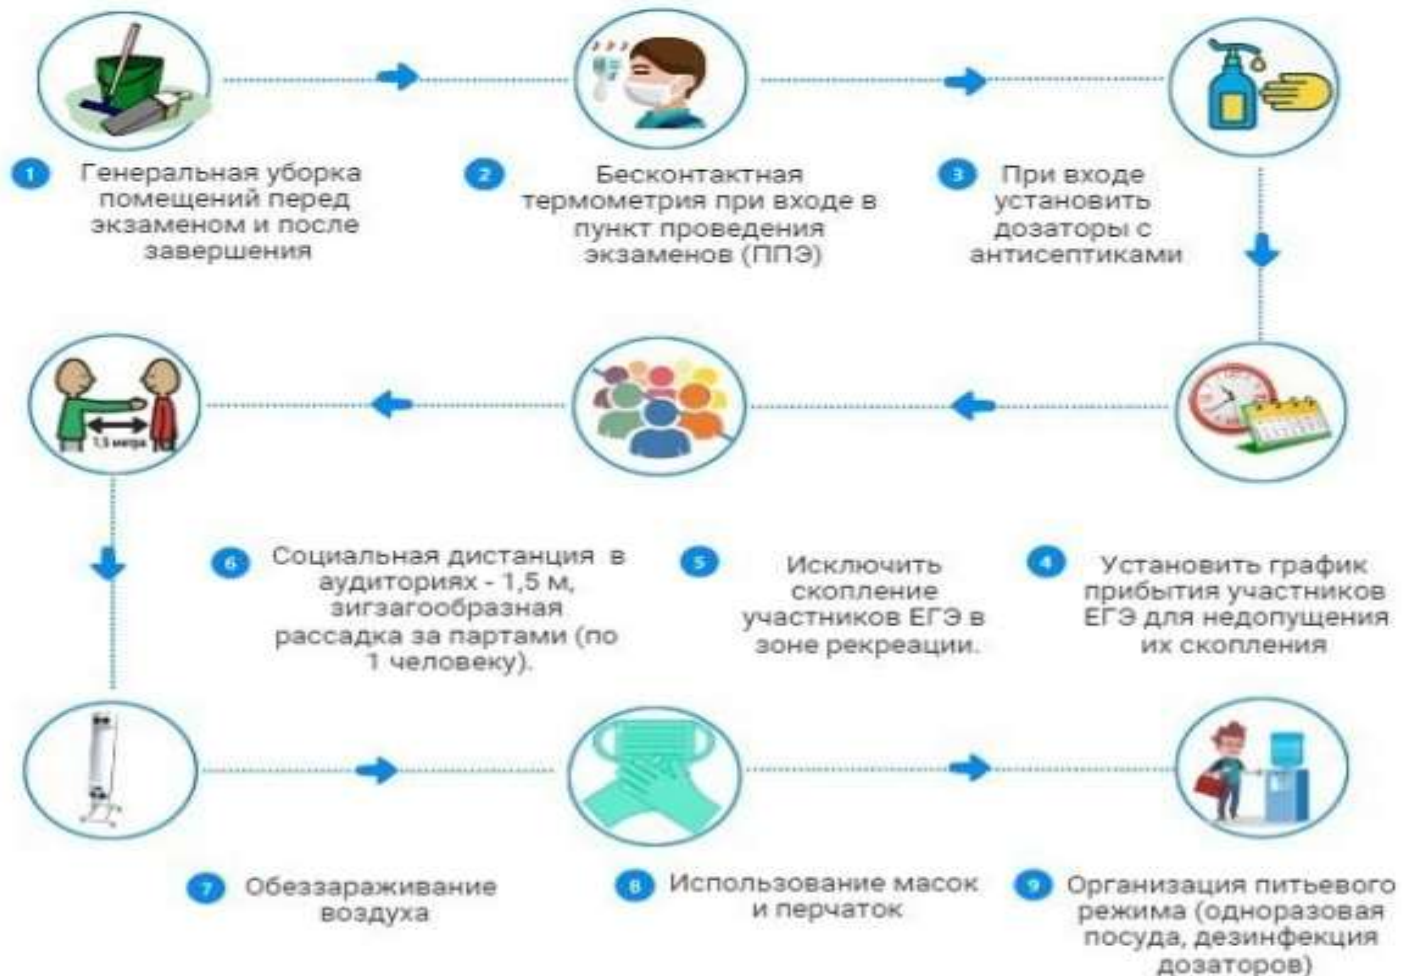 1 Генеральная уборка
помещений перед
экзаменом и после
завершения
2 Бесконтактная
термометрия при входе в
пункт проведения
экзаменов (ППЭ)
3 При входе
установить
дозаторы с
антисептиками
1,5 метра
6 Социальная дистанция в
аудиториях - 1,5 м,
зигзагообразная
рассадка за партами (по
1 человеку).
5 Исключить
скопление
участников ЕГЭ в
зоне рекреации.
4 Установить график
прибытия участников
ЕГЭ для недопущения
их скопления
7 Обеззараживание
воздуха
8 Использование масок
и перчаток
9 Организация питьевого
режима (одноразовая
посуда, дезинфекция
дозаторов)